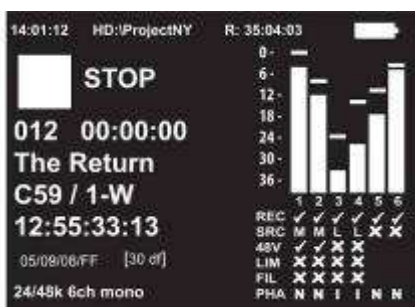 14:01:12 HD:\ProjectNY R: 35:04:03
STOP
012 00:00:00
The Return
C59 / 1-W
12:55:33:13
05/09/06/FF [30 df]
24/48k 6ch mono
0-
6-
12-
18-
24-
30-
36-
1 2 3 4 5 6
REC ✓ ✓ ✓ ✓ ✓ ✓
SRC M M L L X X
48V ✓ ✓ X X
LIM X X X X
FIL X X X X
PHA N N I I N N